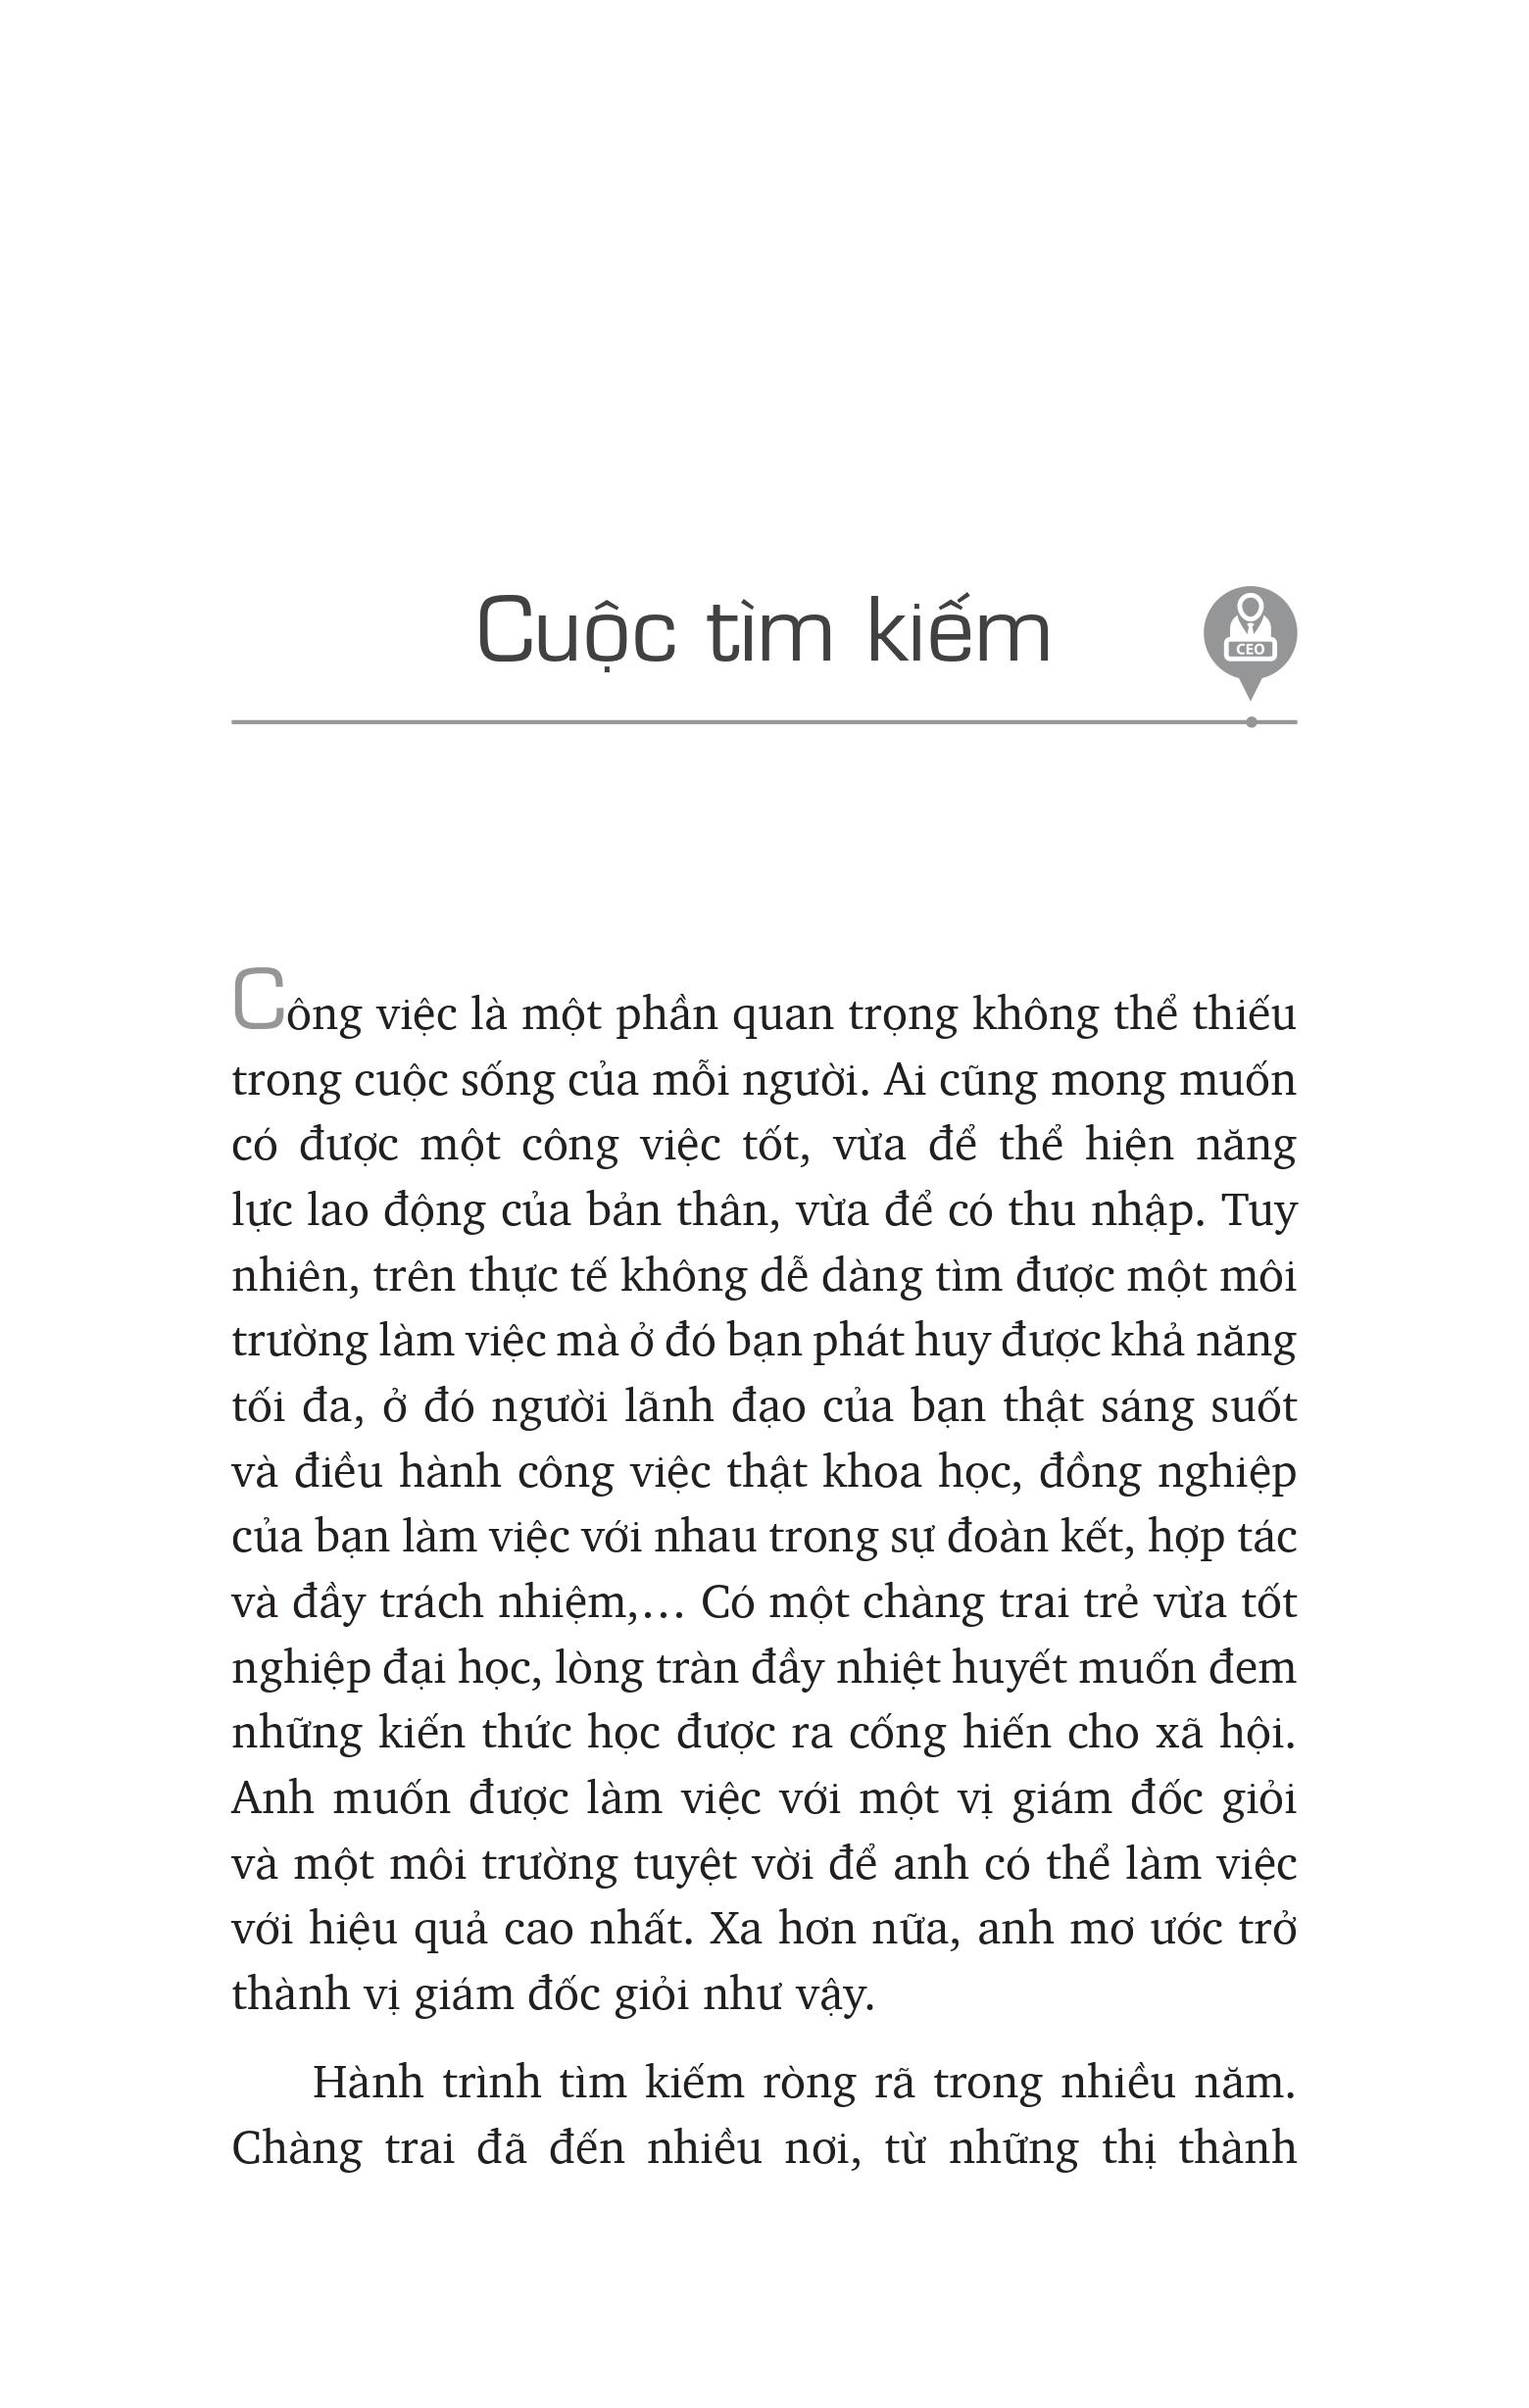 Cuộc tìm kiếm
CEO
Công việc là một phần quan trọng không thể thiếu
trong cuộc sống của mỗi người. Ai cũng mong muốn
có được một công việc tốt, vừa để thể hiện năng
lực lao động của bản thân, vừa để có thu nhập. Tuy
nhiên, trên thực tế không dễ dàng tìm được một môi
trường làm việc mà ở đó bạn phát huy được khả năng
tối đa, ở đó người lãnh đạo của bạn thật sáng suốt
và điều hành công việc thật khoa học, đồng nghiệp
của bạn làm việc với nhau trong sự đoàn kết, hợp tác
và đầy trách nhiệm,... Có một chàng trai trẻ vừa tốt
nghiệp đại học, lòng tràn đầy nhiệt huyết muốn đem
những kiến thức học được ra cống hiến cho xã hội.
Anh muốn được làm việc với một vị giám đốc giỏi
và một môi trường tuyệt vời để anh có thể làm việc
với hiệu quả cao nhất. Xa hơn nữa, anh mơ ước trở
thành vị giám đốc giỏi như vậy.
Hành trình tìm kiếm ròng rã trong nhiều năm.
Chàng trai đã đến nhiều nơi, từ những thị thành